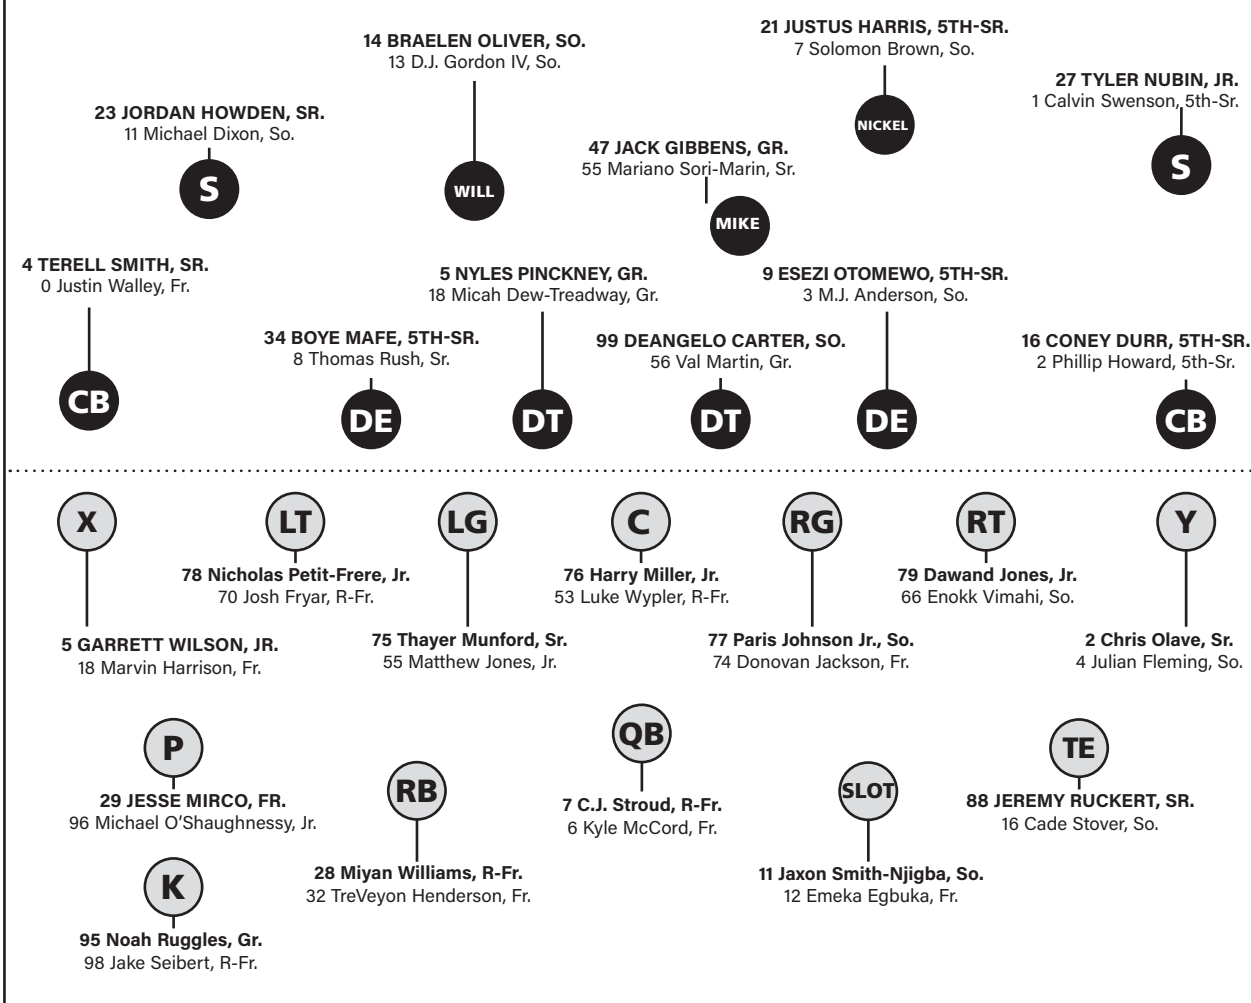 21 JUSTUS HARRIS, 5TH-SR.
7 Solomon Brown, So.
NICKEL
14 BRAELEN OLIVER, SO.
13 D.J. Gordon IV, So.
WILL
27 TYLER NUBIN, JR.
1 Calvin Swenson, 5th-Sr.
S
23 JORDAN HOWDEN, SR.
11 Michael Dixon, So.
S
47 JACK GIBBENS, GR.
55 Mariano Sori-Marin, Sr.
MIKE
4 TERELL SMITH, SR.
0 Justin Walley, Fr.
CB
34 BOYE MAFE, 5TH-SR.
8 Thomas Rush, Sr.
DE
5 NYLES PINCKNEY, GR.
18 Micah Dew-Treadway, Gr.
DT
99 DEANGELO CARTER, SO.
56 Val Martin, Gr.
DT
9 ESEZI OTOMEWO, 5TH-SR.
3 M.J. Anderson, So.
DE
16 CONEY DURR, 5TH-SR.
2 Phillip Howard, 5th-Sr.
CB
X
5 GARRETT WILSON, JR.
18 Marvin Harrison, Fr.
LT
78 Nicholas Petit-Frere, Jr.
70 Josh Fryar, R-Fr.
LG
75 Thayer Munford, Sr.
55 Matthew Jones, Jr.
C
76 Harry Miller, Jr.
53 Luke Wypler, R-Fr.
RG
77 Paris Johnson Jr., So.
74 Donovan Jackson, Fr.
RT
79 Dawand Jones, Jr.
66 Enokk Vimahi, So.
Y
2 Chris Olave, Sr.
4 Julian Fleming, So.
P
29 JESSE MIRCO, FR.
96 Michael O'Shaughnessy, Jr.
RB
28 Miyan Williams, R-Fr.
32 TreVeyon Henderson, Fr.
QB
7 C.J. Stroud, R-Fr.
6 Kyle McCord, Fr.
SLOT
11 Jaxon Smith-Njigba, So.
12 Emeka Egbuka, Fr.
TE
88 JEREMY RUCKERT, SR.
16 Cade Stover, So.
K
95 Noah Ruggles, Gr.
98 Jake Seibert, R-Fr.